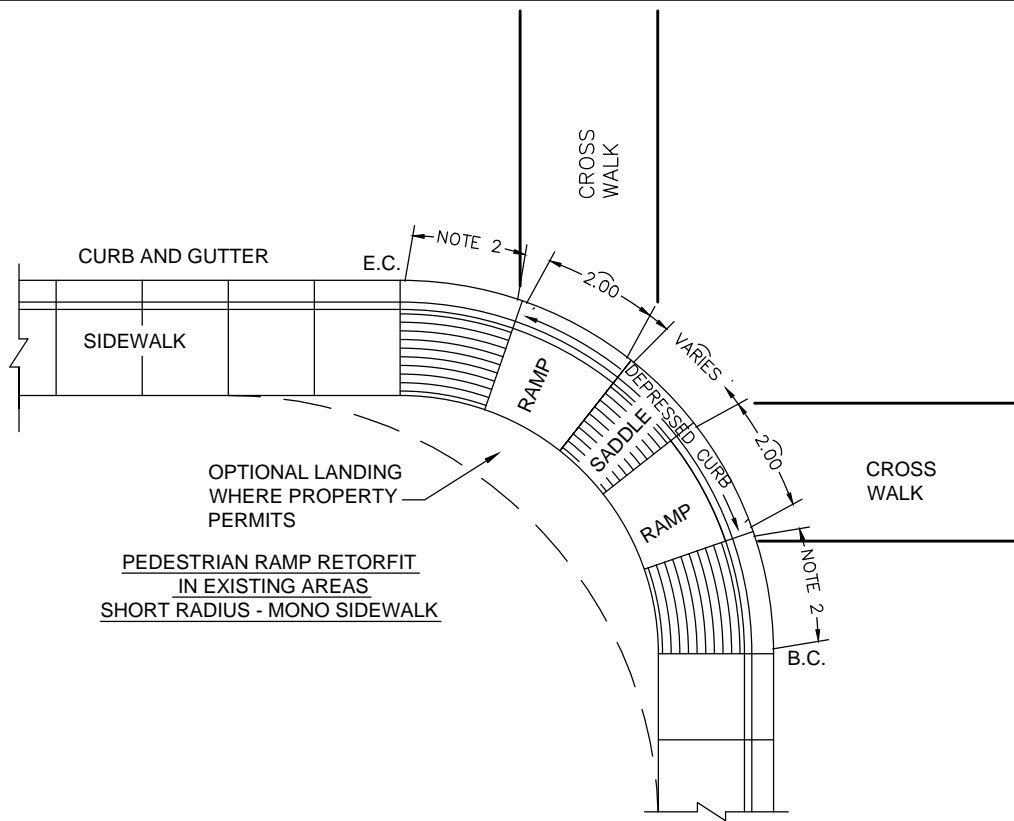 CROSS
WALK
NOTE 2
CURB AND GUTTER
E.C.
2.00
SIDEWALK
VARIES
RAMP
DEPRESSED CURB
SADDLE
2.00
OPTIONAL LANDING
WHERE PROPERTY
PERMITS
CROSS
WALK
RAMP
PEDESTRIAN RAMP RETORFIT
IN EXISTING AREAS
SHORT RADIUS - MONO SIDEWALK
NOTE 2
B.C.